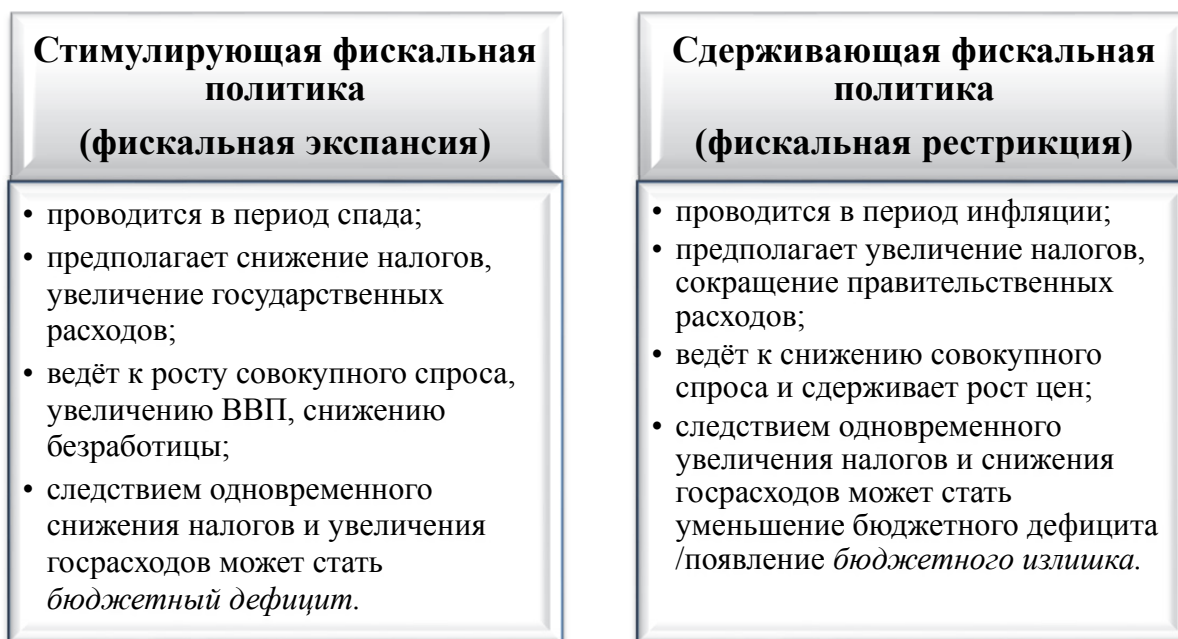 Стимулирующая фискальная
политика
(фискальная экспансия)
• проводится в период спада;
• предполагает снижение налогов,
увеличение государственных
расходов;
• ведёт к росту совокупного спроса,
увеличению ВВП, снижению
безработицы;
• следствием одновременного
снижения налогов и увеличения
госрасходов может стать
бюджетный дефицит.
Сдерживающая фискальная
политика
(фискальная рестрикция)
• проводится в период инфляции;
• предполагает увеличение налогов,
сокращение правительственных
расходов;
• ведёт к снижению совокупного
спроса и сдерживает рост цен;
• следствием одновременного
увеличения налогов и снижения
госрасходов может стать
уменьшение бюджетного дефицита
/появление бюджетного излишка.